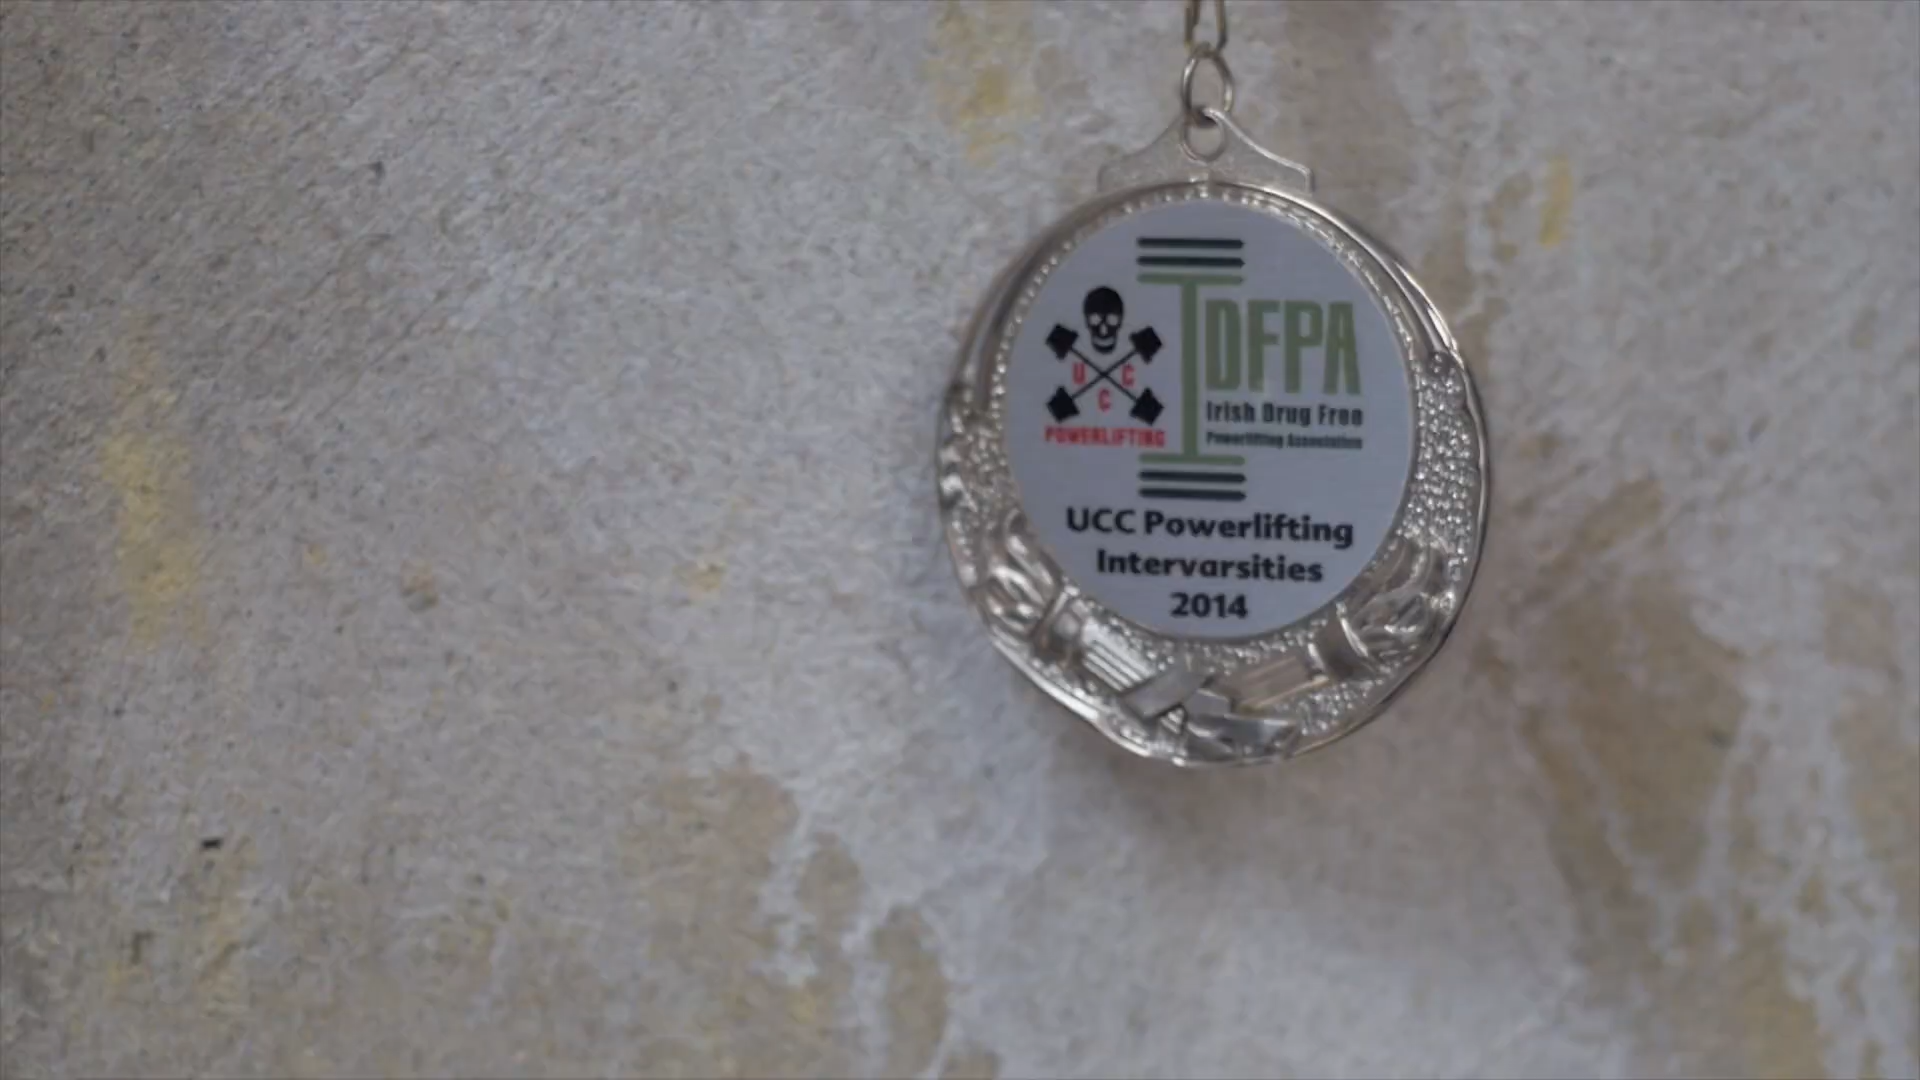 U C
C
POWERLIFTING
IDFPA
Irish Drug Free
Powerlifting Association
UCC Powerlifting
Intervarsities
2014